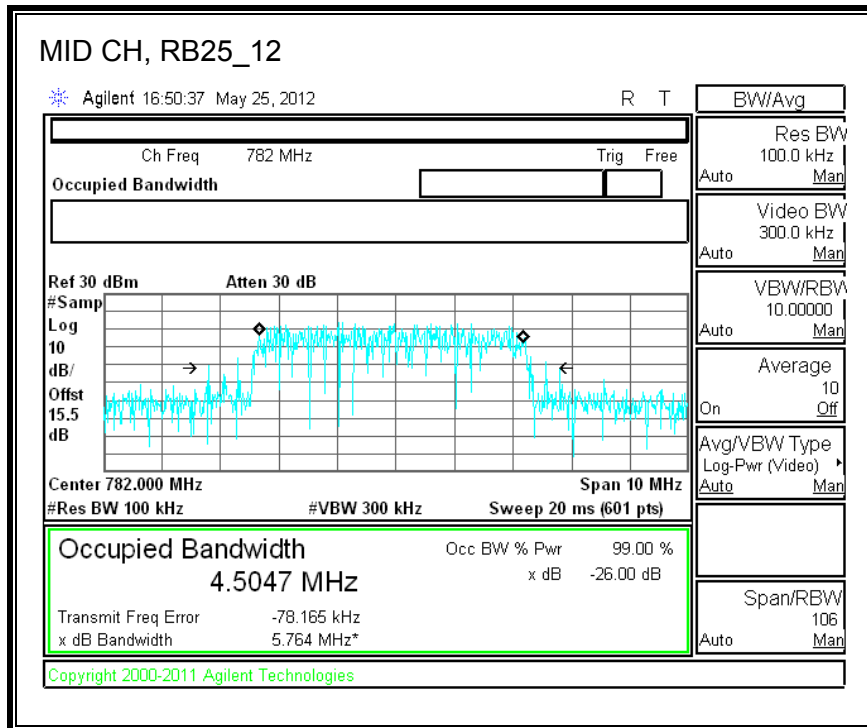 MID CH, RB25_12
Agilent 16:50:37 May 25, 2012 R T
BW/Avg
Ch Freq 782 MHz Trig Free
Occupied Bandwidth
Res BW
100.0 kHz
Auto Man
Video BW
300.0 kHz
Auto Man
Ref 30 dBm Atten 30 dB
#Samp
Log
10
dB/
Offst
15.5
dB
VBW/RBW
10.00000
Auto Man
Average
10
On Off
Avg/VBW Type
Log-Pwr (Video)
Auto Man
Center 782.000 MHz Span 10 MHz
#Res BW 100 kHz #VBW 300 kHz Sweep 20 ms (601 pts)
Occupied Bandwidth
4.5047 MHz
Occ BW % Pwr 99.00 %
x dB -26.00 dB
Transmit Freq Error -78.165 kHz
x dB Bandwidth 5.764 MHz*
Span/RBW
106
Auto Man
Copyright 2000-2011 Agilent Technologies